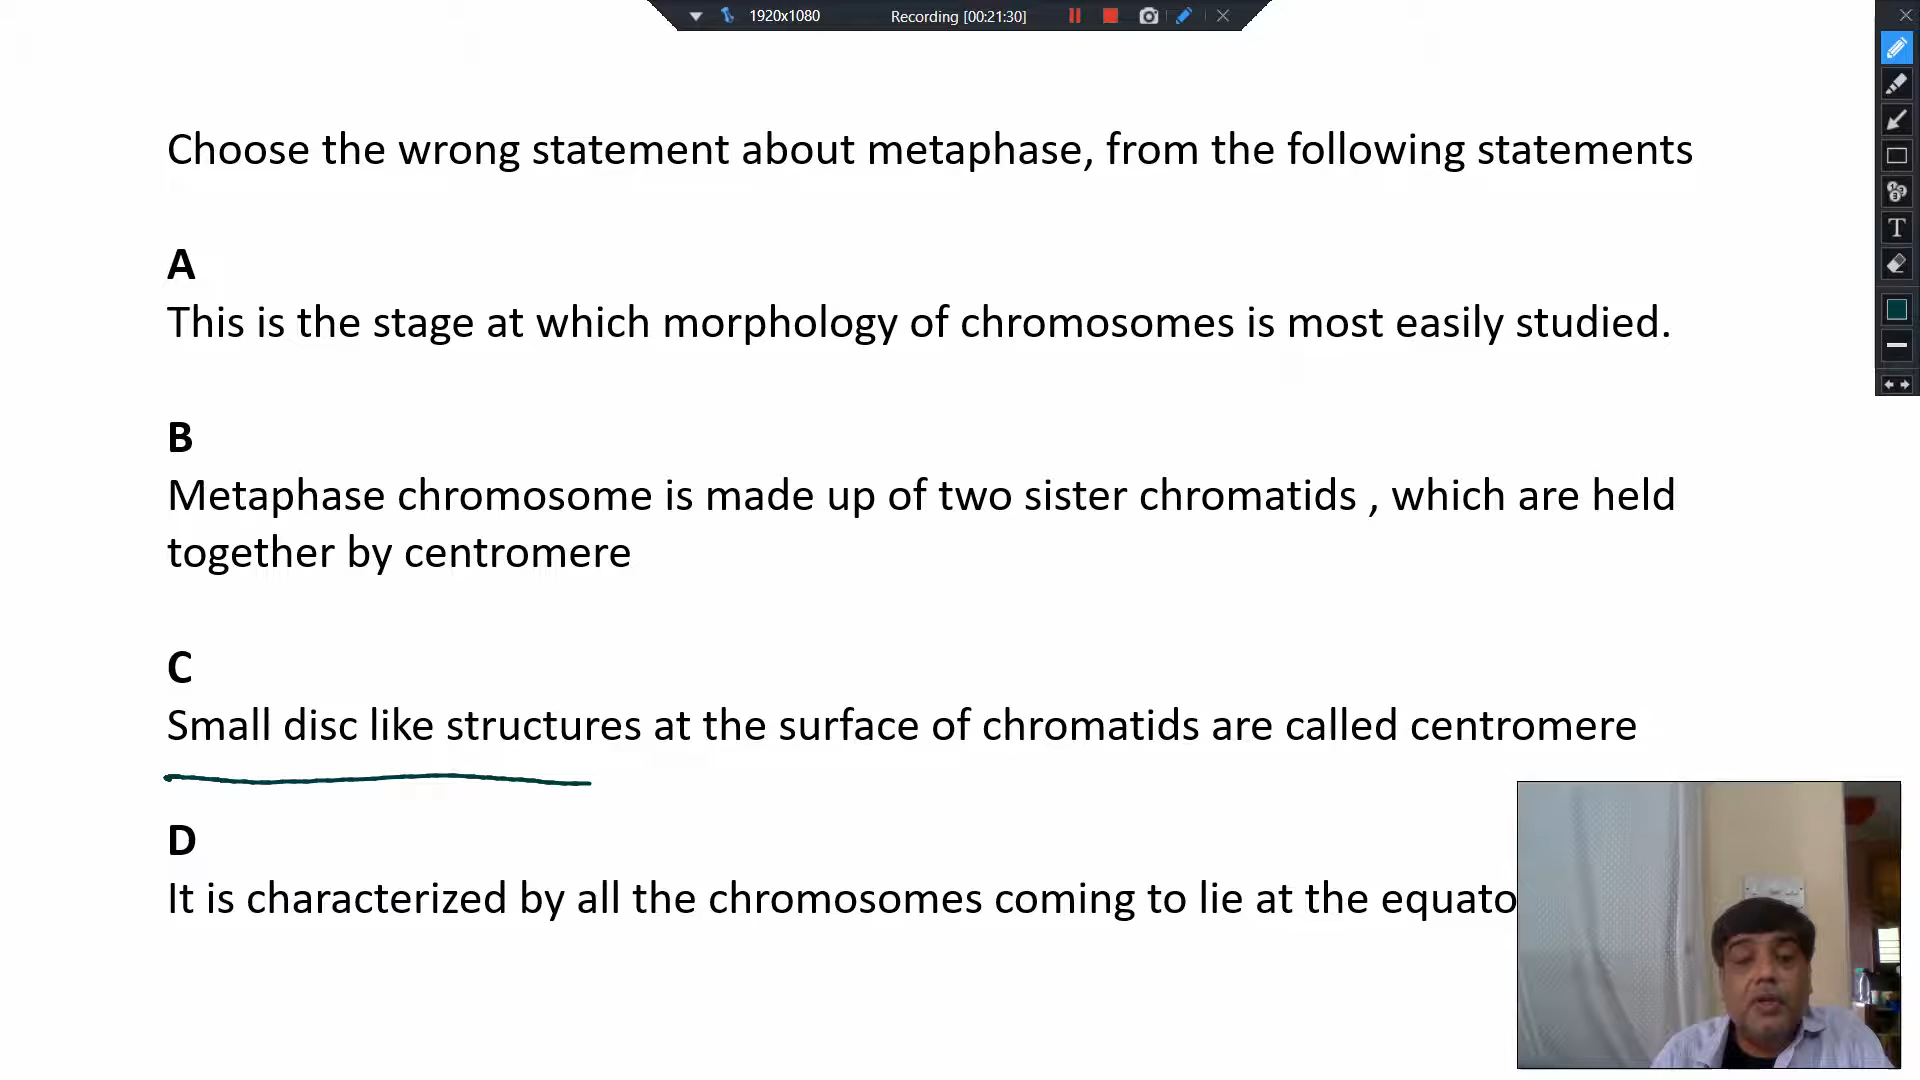 1920x1080 Recording [00:21:30]
Choose the wrong statement about metaphase, from the following statements
A
This is the stage at which morphology of chromosomes is most easily studied.
B
Metaphase chromosome is made up of two sister chromatids , which are held
together by centromere
C
Small disc like structures at the surface of chromatids are called centromere
D
It is characterized by all the chromosomes coming to lie at the equato